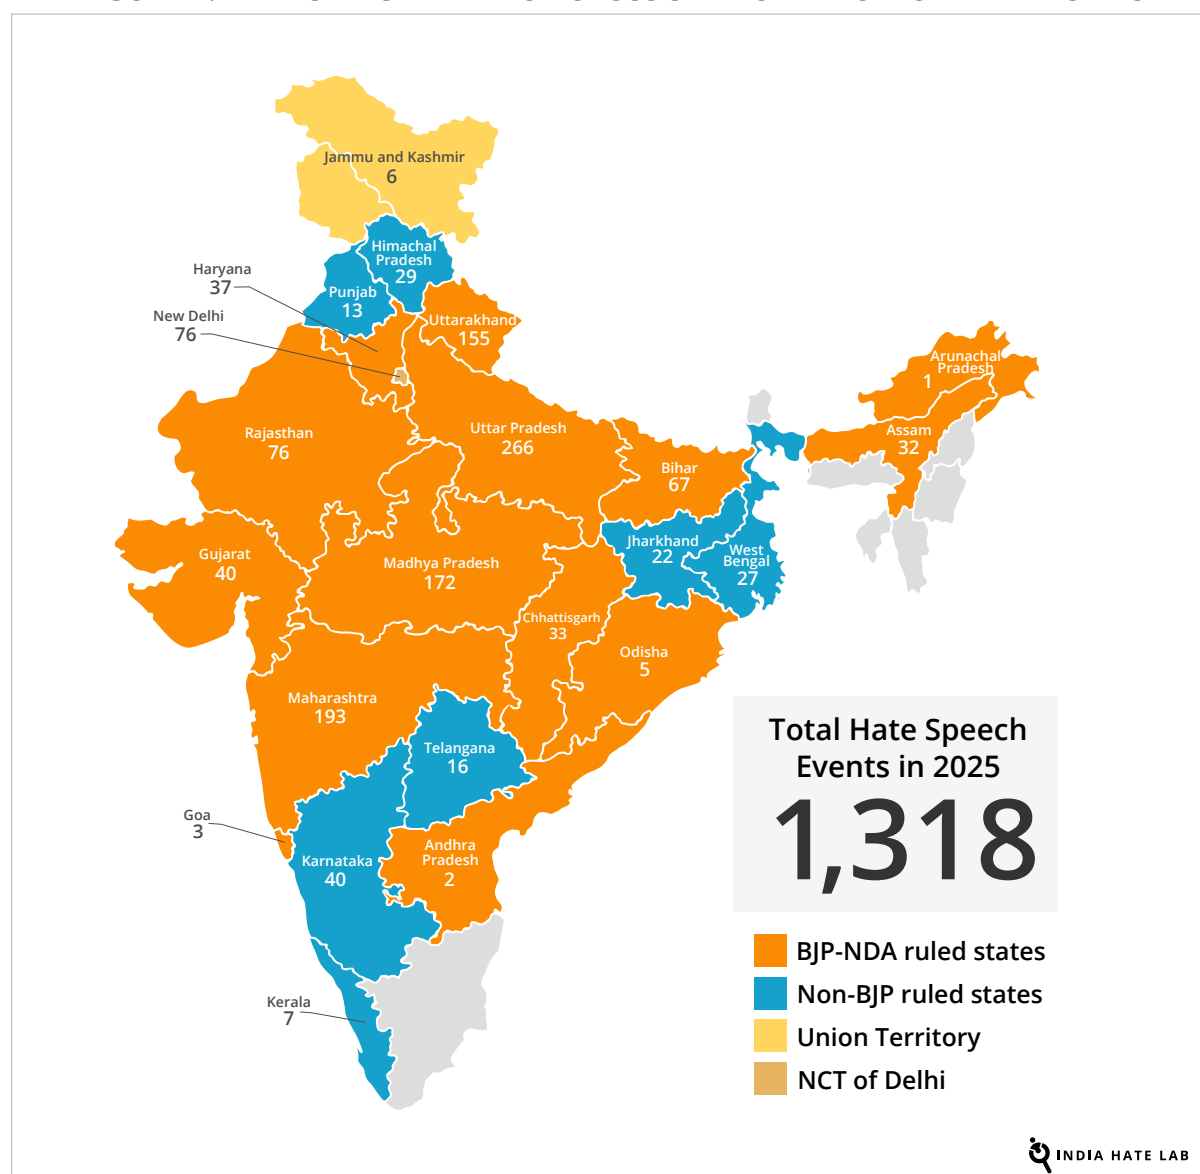 Jammu and Kashmir
6
Himachal
Pradesh
29
Haryana
37
Punjab
13
New Delhi
76
Uttarakhand
155
Arunachal
Pradesh
1
Rajasthan
76
Uttar Pradesh
266
Assam
32
Bihar
67
Gujarat
40
Madhya Pradesh
172
Jharkhand
22
West
Bengal
27
Chhattisgarh
33
Odisha
5
Maharashtra
193
Telangana
16
Goa
3
Karnataka
40
Andhra
Pradesh
2
Kerala
7
Total Hate Speech
Events in 2025
1,318
BJP-NDA ruled states
Non-BJP ruled states
Union Territory
NCT of Delhi
INDIA HATE LAB